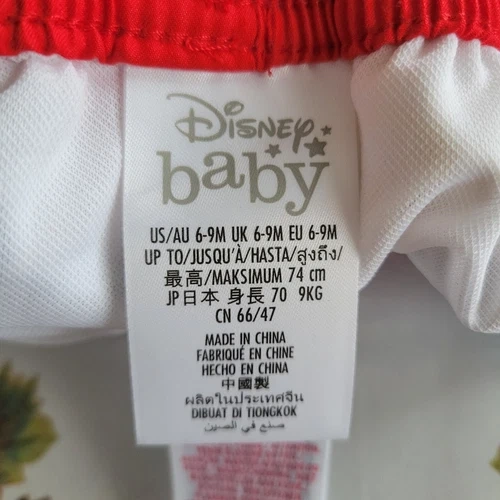 Disney
baby
US/AU 6-9M UK 6-9M EU 6-9M
UP TO/JUSQU'À/HASTA/สูงถึง/
最高/MAKSIMUM 74 cm
JP日本 身長 70 9KG
CN 66/47
MADE IN CHINA
FABRIQUÉ EN CHINE
HECHO EN CHINA
中國製
ผลิตในประเทศจีน
DIBUAT DI TIONGKOK
صنع في الصين